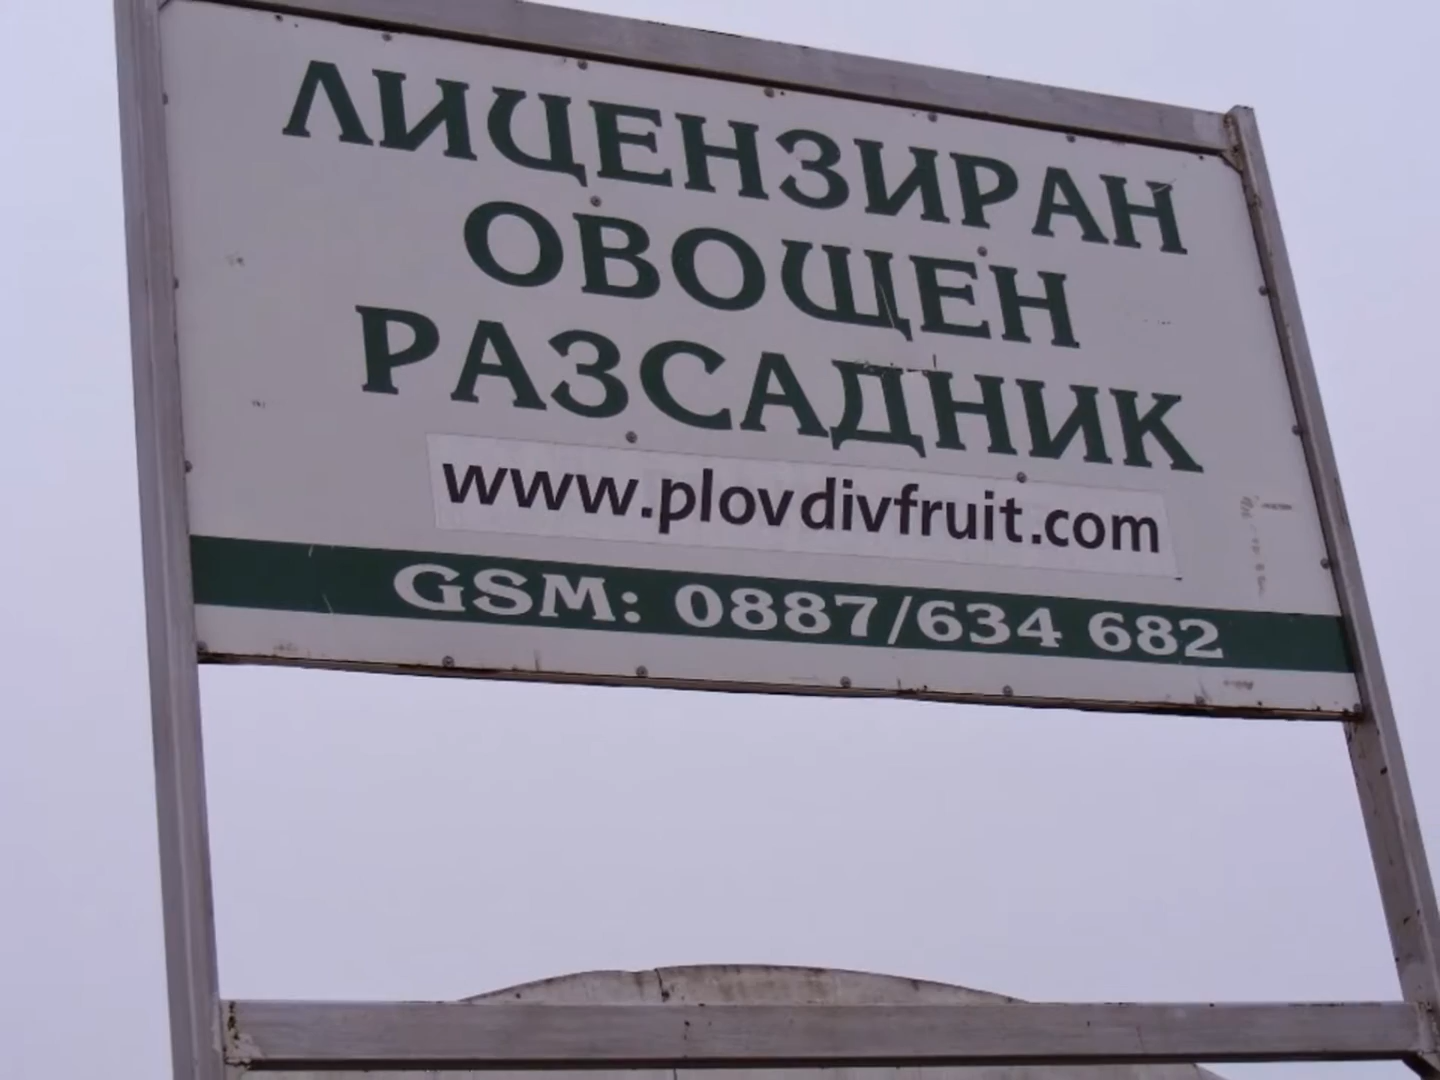 ЛИЦЕНЗИРАН
ОВОЩЕН
РАЗСАДНИК
www.plovdivfruit.com
GSM: 0887/634 682